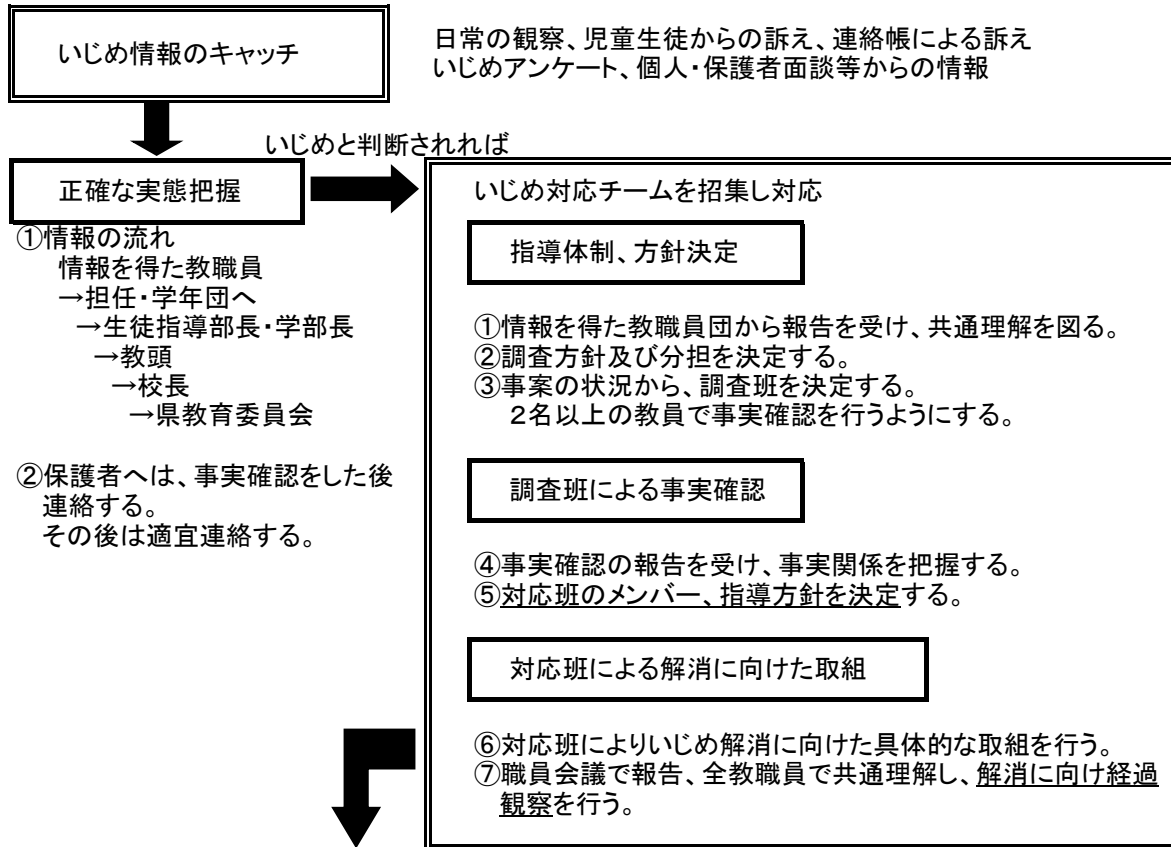 いじめ情報のキャッチ
日常の観察、児童生徒からの訴え、連絡帳による訴え
いじめアンケート、個人・保護者面談等からの情報
いじめと判断されれば
正確な実態把握
①情報の流れ
情報を得た教職員
→担任・学年団へ
→生徒指導部長・学部長
→教頭
→校長
→県教育委員会
②保護者へは、事実確認をした後
連絡する。
その後は適宜連絡する。
いじめ対応チームを招集し対応
指導体制、方針決定
①情報を得た教職員団から報告を受け、共通理解を図る。
②調査方針及び分担を決定する。
③事案の状況から、調査班を決定する。
２名以上の教員で事実確認を行うようにする。
調査班による事実確認
④事実確認の報告を受け、事実関係を把握する。
⑤対応班のメンバー、指導方針を決定する。
対応班による解消に向けた取組
⑥対応班によりいじめ解消に向けた具体的な取組を行う。
⑦職員会議で報告、全教職員で共通理解し、解消に向け経過
観察を行う。